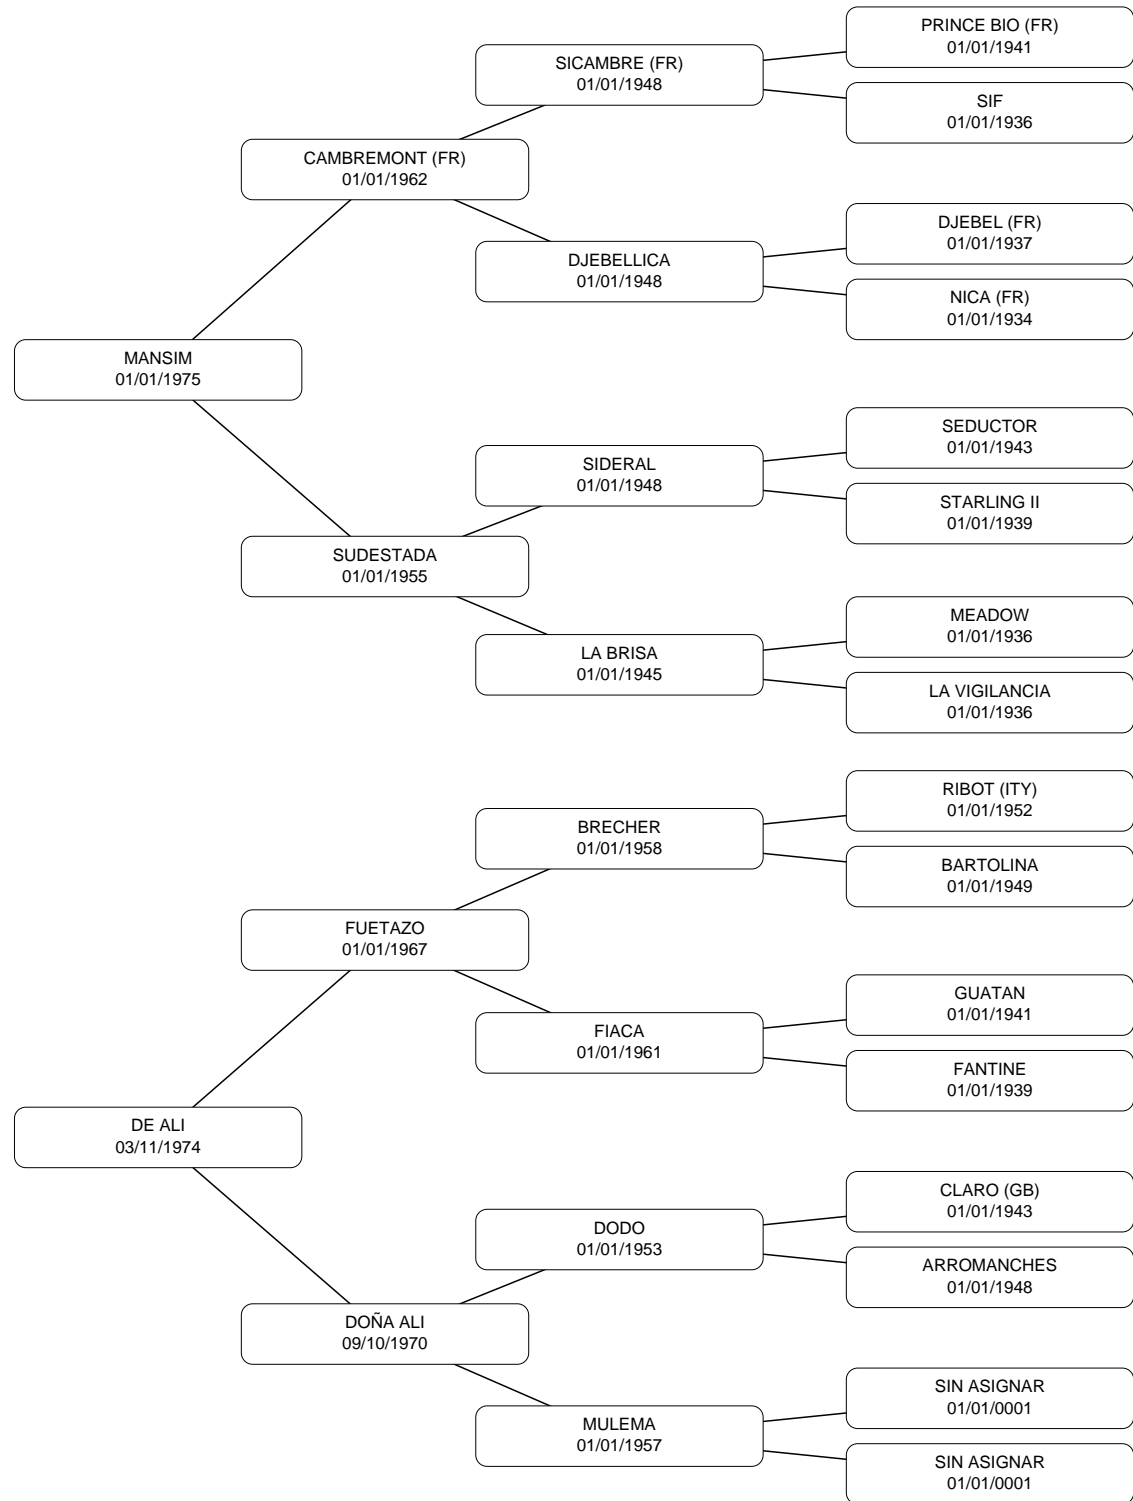 PRINCE BIO (FR)
01/01/1941
SICAMBRE (FR)
01/01/1948
SIF
01/01/1936
CAMBREMONT (FR)
01/01/1962
DJEBEL (FR)
01/01/1937
DJEBELLICA
01/01/1948
NICA (FR)
01/01/1934
MANSIM
01/01/1975
SEDUCTOR
01/01/1943
SIDERAL
01/01/1948
STARLING II
01/01/1939
SUDESTADA
01/01/1955
MEADOW
01/01/1936
LA BRISA
01/01/1945
LA VIGILANCIA
01/01/1936
RIBOT (ITY)
01/01/1952
BRECHER
01/01/1958
BARTOLINA
01/01/1949
FUETAZO
01/01/1967
GUATAN
01/01/1941
FIACA
01/01/1961
FANTINE
01/01/1939
DE ALI
03/11/1974
CLARO (GB)
01/01/1943
DODO
01/01/1953
ARROMANCHES
01/01/1948
DOÑA ALI
09/10/1970
SIN ASIGNAR
01/01/0001
MULEMA
01/01/1957
SIN ASIGNAR
01/01/0001